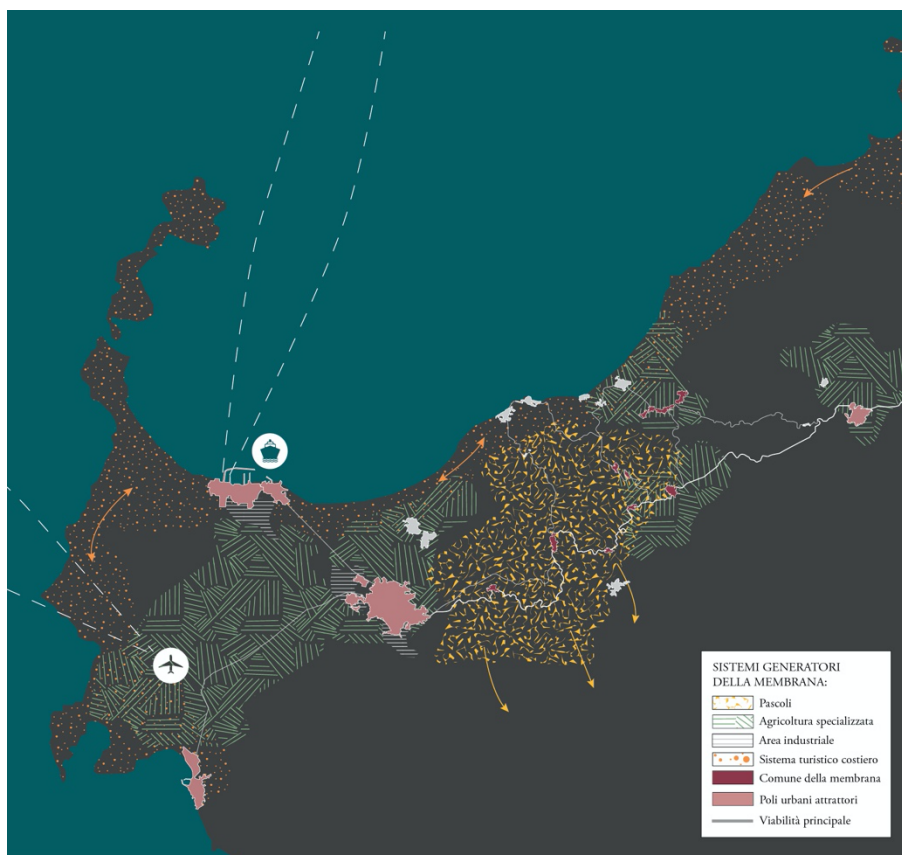 SISTEMI GENERATORI
DELLA MEMBRANA:
Pascoli
Agricoltura specializzata
Area industriale
Sistema turistico costiero
Comune della membrana
Poli urbani attrattori
Viabilità principale